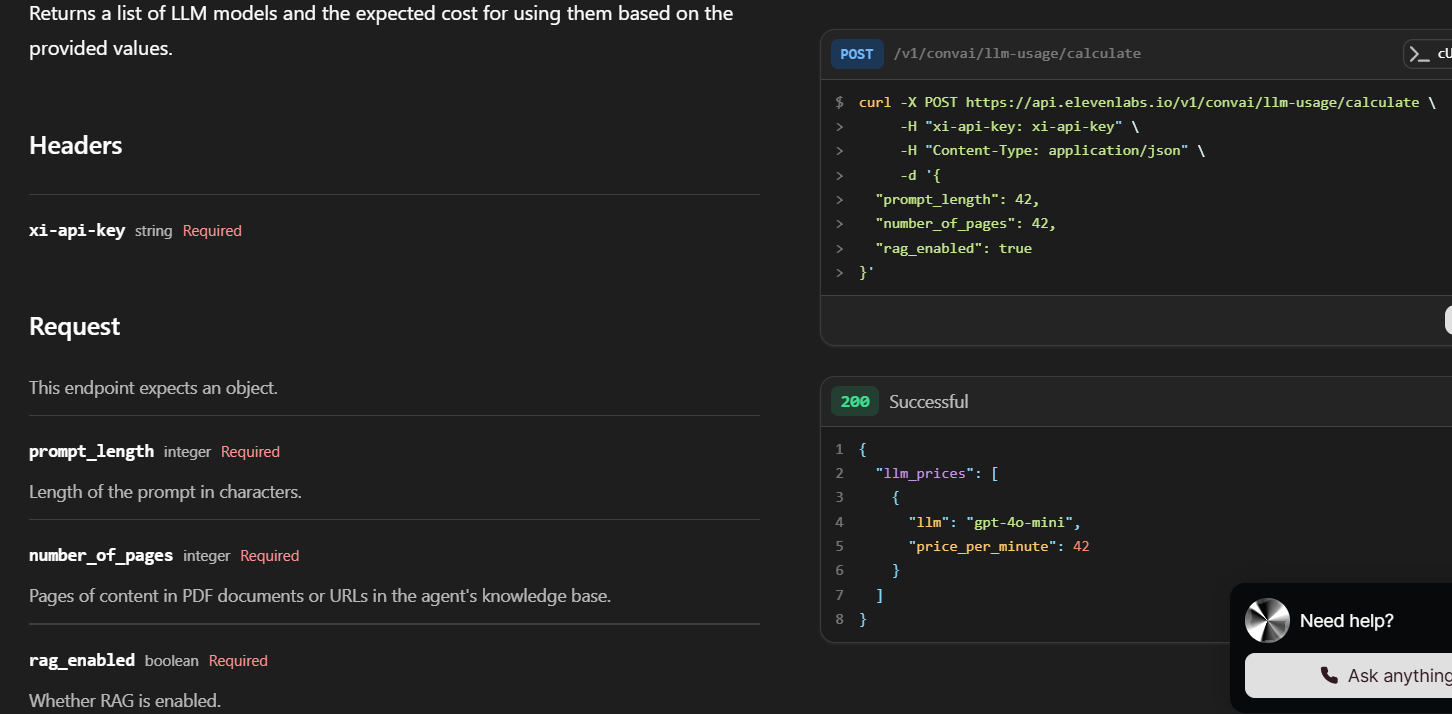 Returns a list of LLM models and the expected cost for using them based on the
provided values.
Headers
xi-api-key string Required
Request
This endpoint expects an object.
prompt_length integer Required
Length of the prompt in characters.
number_of_pages integer Required
Pages of content in PDF documents or URLs in the agent's knowledge base.
rag_enabled boolean Required
Whether RAG is enabled.
POST /v1/convai/llm-usage/calculate
$ curl -X POST https://api.elevenlabs.io/v1/convai/llm-usage/calculate \
> -H "xi-api-key: xi-api-key" \
> -H "Content-Type: application/json" \
> -d '{
> "prompt_length": 42,
> "number_of_pages": 42,
> "rag_enabled": true
> }'
200 Successful
1 {
2 "llm_prices": [
3 {
4 "llm": "gpt-4o-mini",
5 "price_per_minute": 42
6 }
7 ]
8 }
Need help?
Ask anything